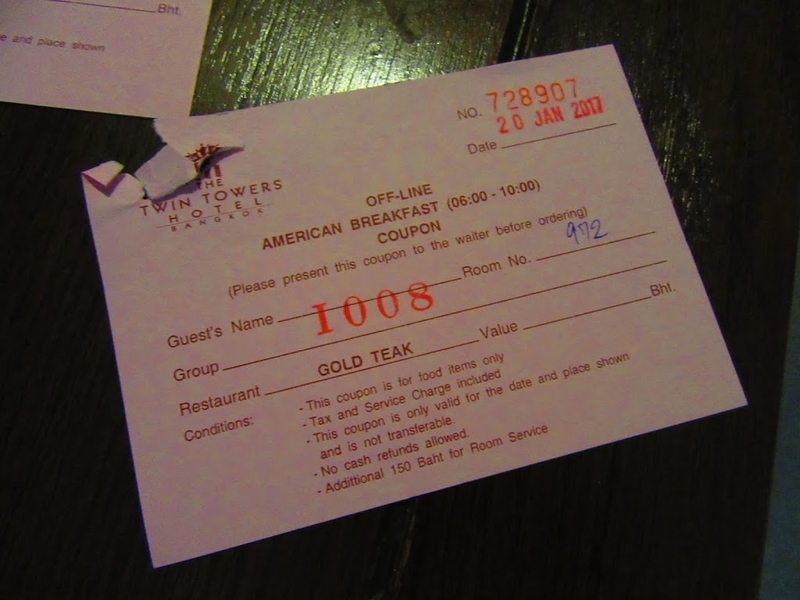 Bht.
e and place shown
NO. 728907
20 JAN 2017
Date
THE
TWIN TOWERS
HOTEL
BANGKOK
OFF-LINE
AMERICAN BREAKFAST (06:00 - 10:00)
COUPON
(Please present this coupon to the waiter before ordering)
Guest's Name Room No. 972
1008
Group
Restaurant GOLD TEAK Value Bht.
Conditions: - This coupon is for food items only
- Tax and Service Charge included
- This coupon is only valid for the date and place shown
and is not transferable.
- No cash refunds allowed.
- Addittional 150 Baht for Room Service